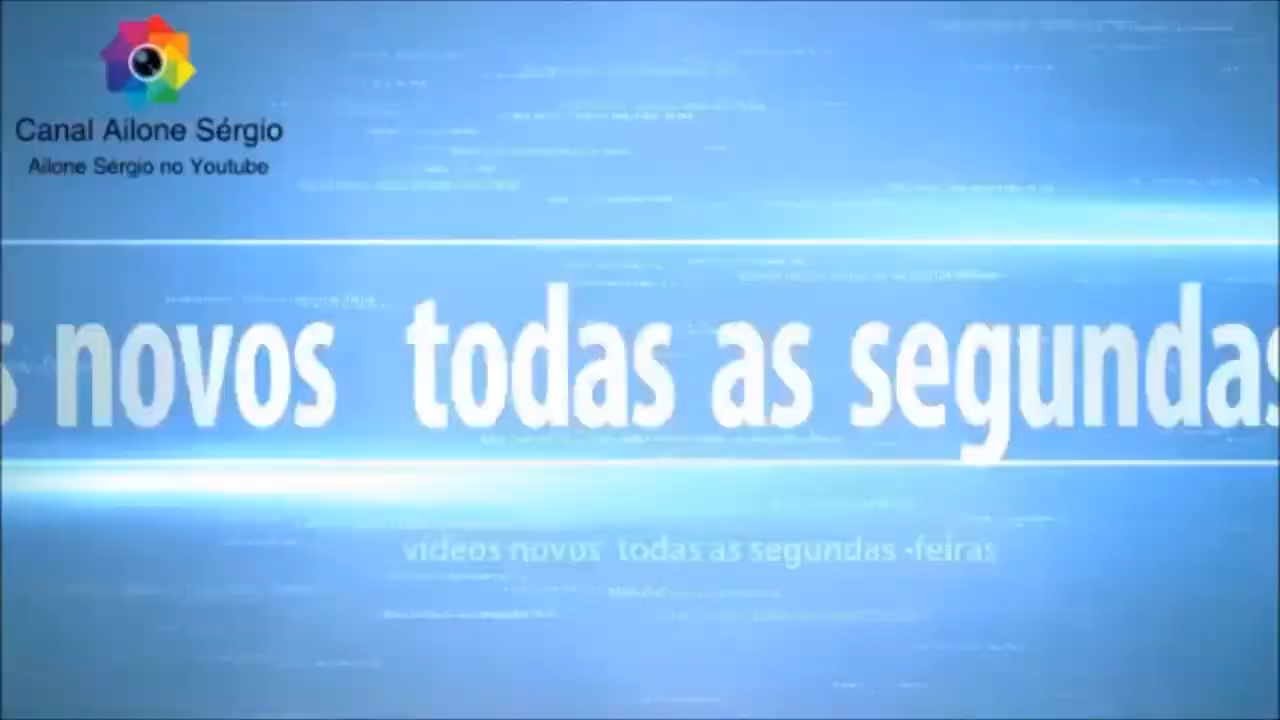 Canal Ailone Sérgio
Ailone Sérgio no Youtube
s novos todas as segundas
vídeos novos todas as segundas -feiras